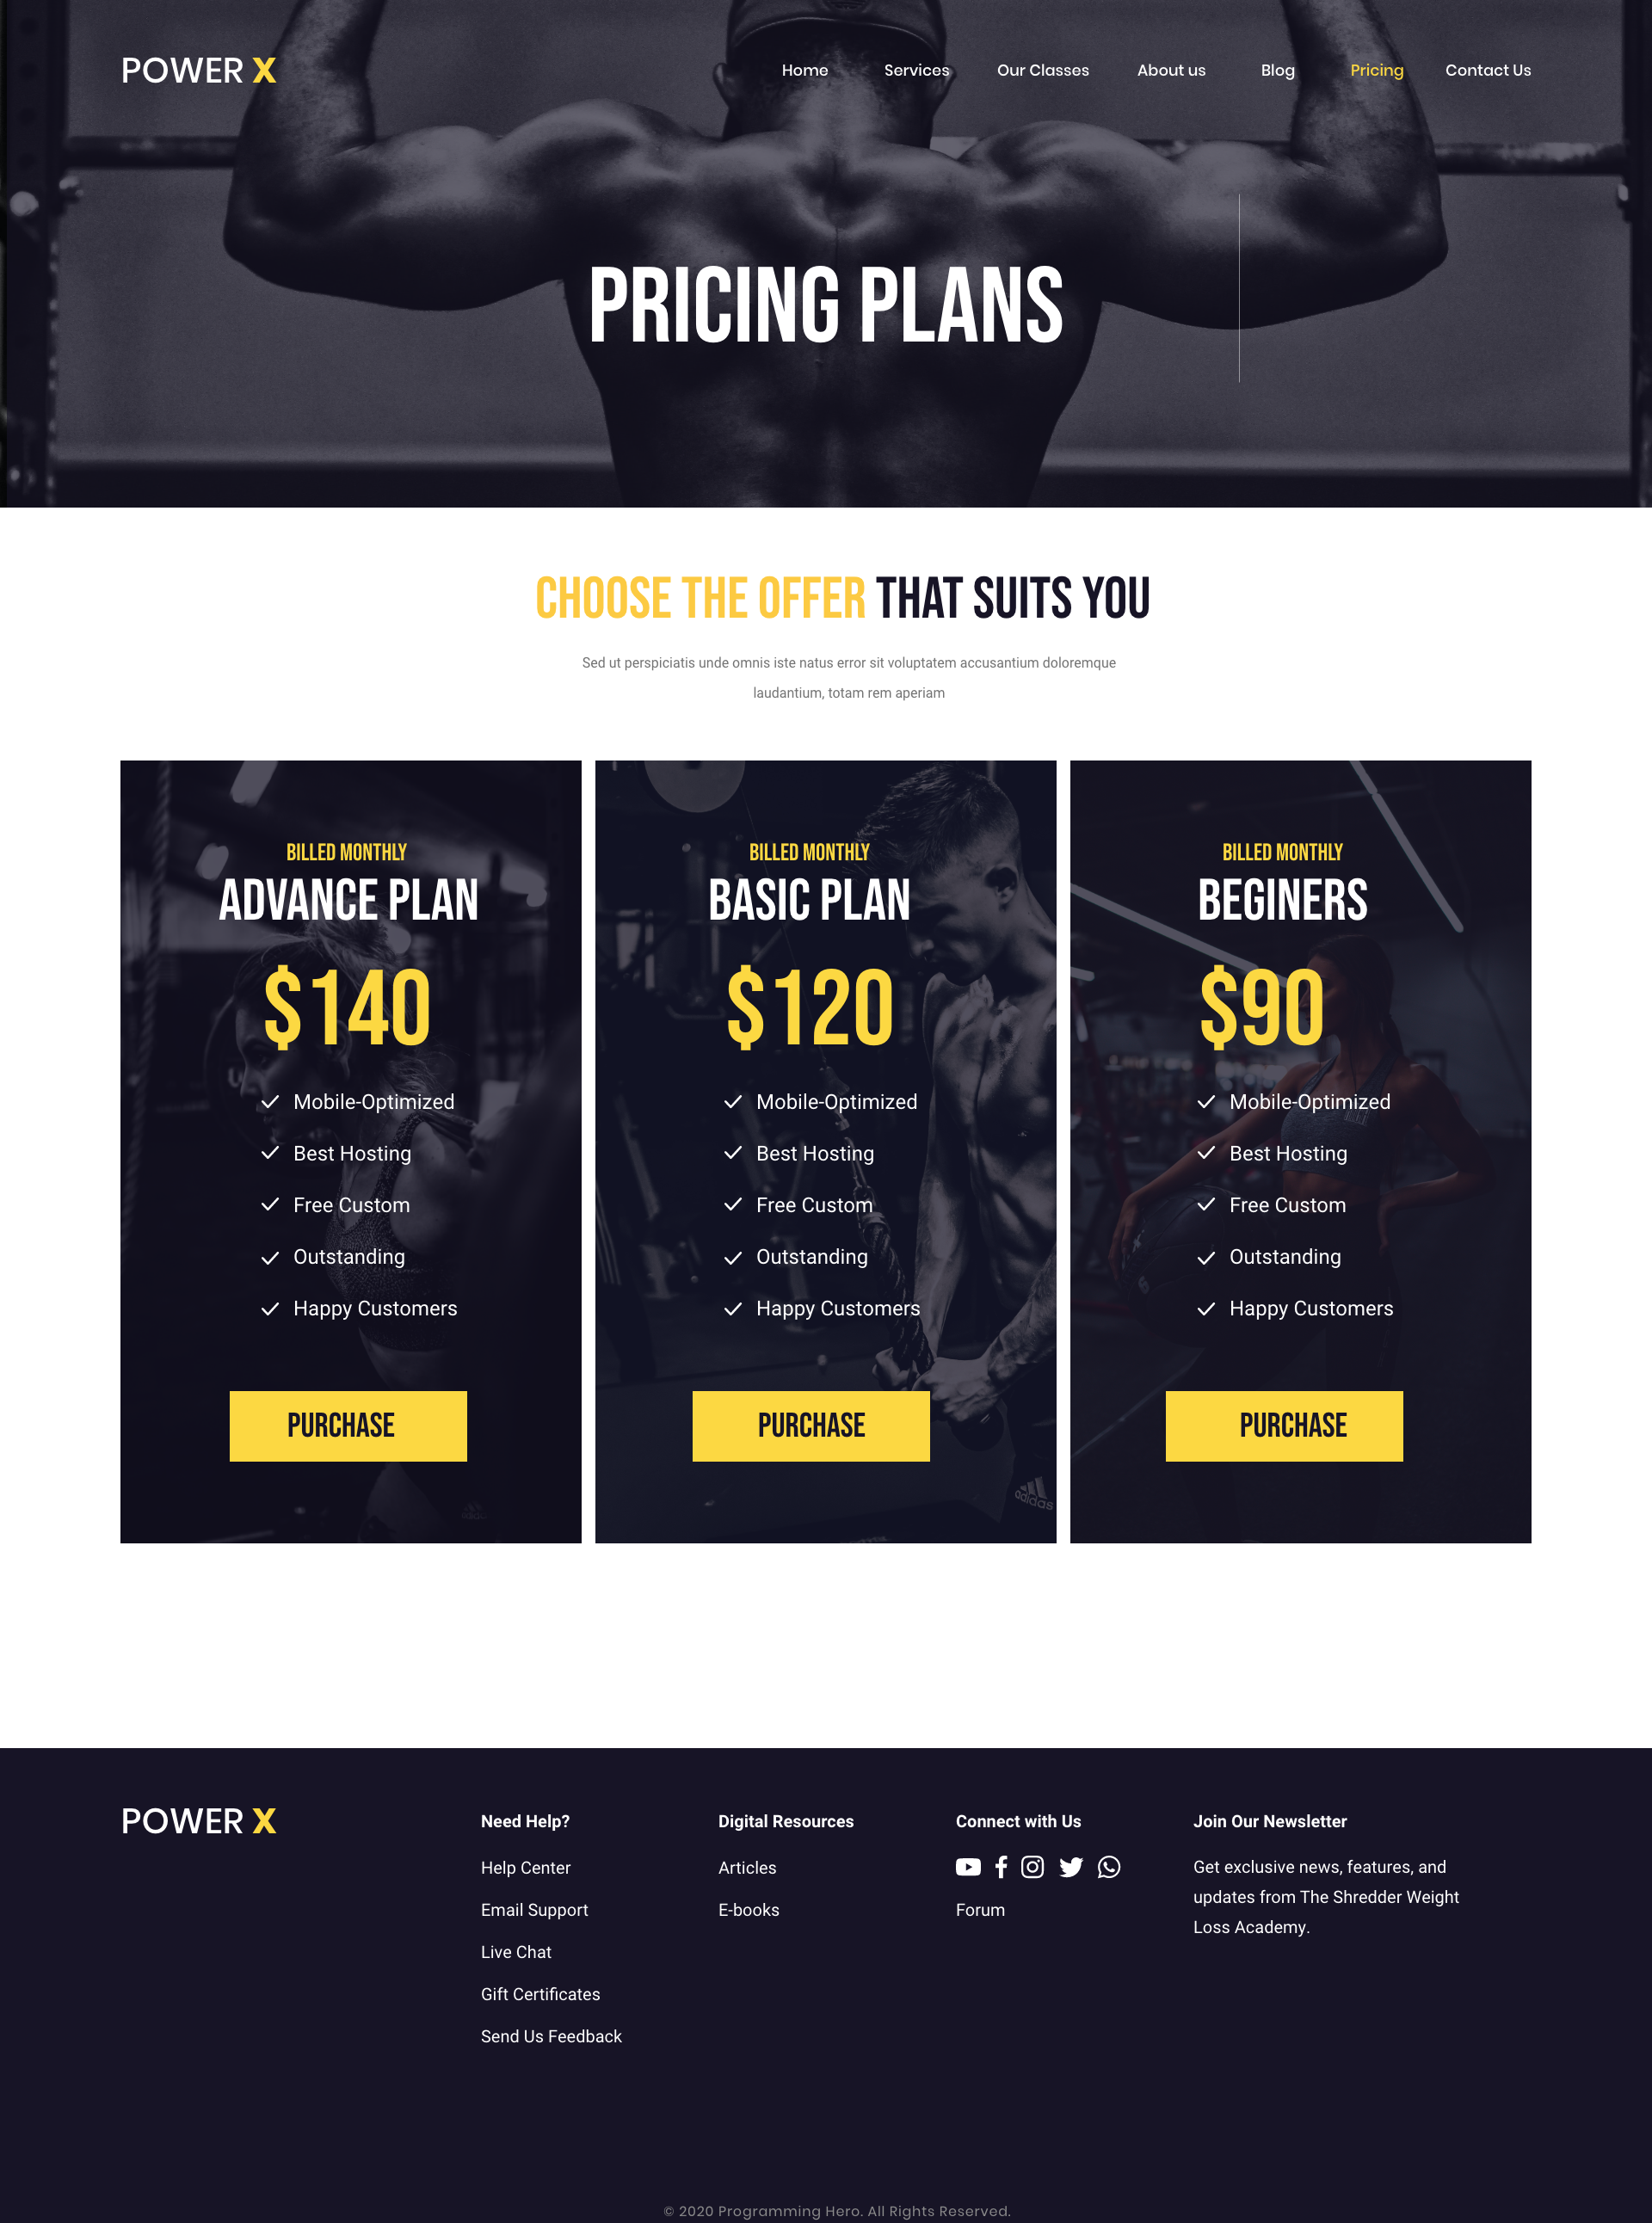 POWER X
Home Services Our Classes About us Blog Pricing Contact Us
PRICING PLANS
CHOOSE THE OFFER THAT SUITS YOU
Sed ut perspiciatis unde omnis iste natus error sit voluptatem accusantium doloremque
laudantium, totam rem aperiam
BILLED MONTHLY
ADVANCE PLAN
$140
Mobile-Optimized
Best Hosting
Free Custom
Outstanding
Happy Customers
PURCHASE
BILLED MONTHLY
BASIC PLAN
$120
Mobile-Optimized
Best Hosting
Free Custom
Outstanding
Happy Customers
PURCHASE
adidas
BILLED MONTHLY
BEGINERS
$90
Mobile-Optimized
Best Hosting
Free Custom
Outstanding
Happy Customers
PURCHASE
POWER X
Need Help?
Help Center
Email Support
Live Chat
Gift Certificates
Send Us Feedback
Digital Resources
Articles
E-books
Connect with Us
Forum
Join Our Newsletter
Get exclusive news, features, and
updates from The Shredder Weight
Loss Academy.
© 2020 Programming Hero. All Rights Reserved.